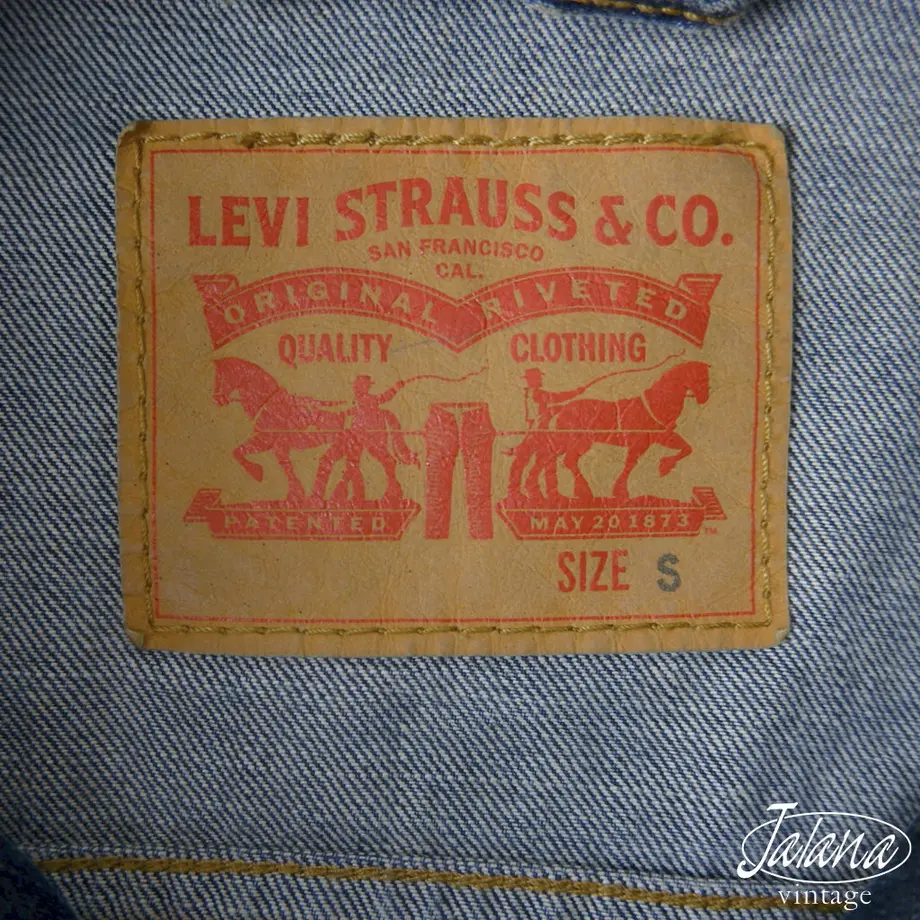 LEVI STRAUSS & CO.
SAN FRANCISCO
CAL.
ORIGINAL RIVETED
QUALITY CLOTHING
PATENTED MAY 20 1873 ™
SIZE S
Jalana
vintage